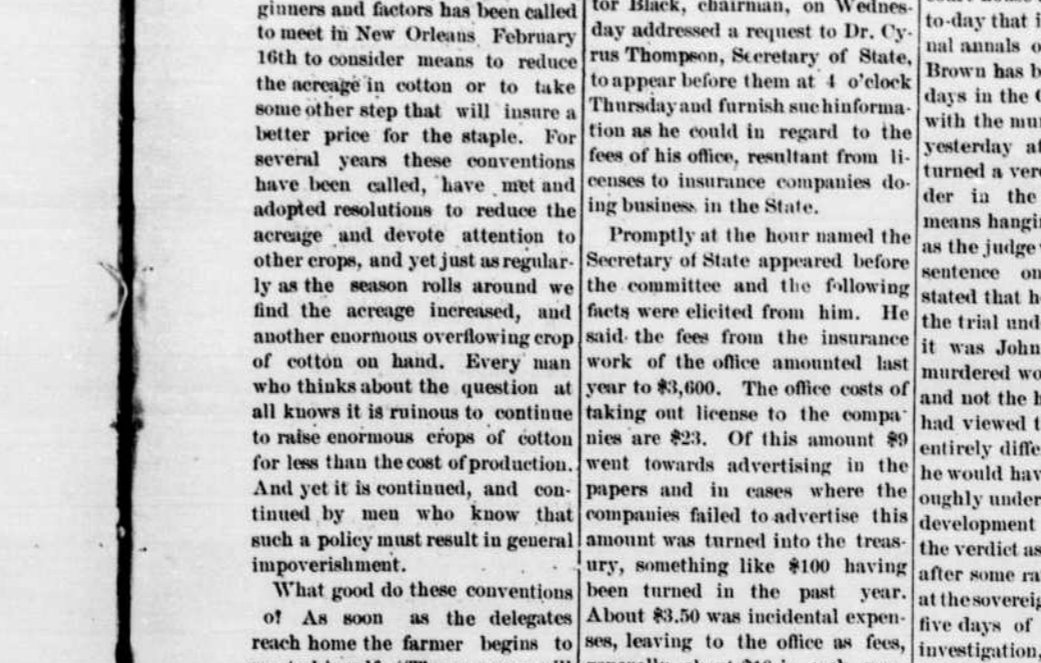 ginners and factors has been called
to meet in New Orleans February
16th to consider means to reduce
the acreage in cotton or to take
some other step that will insure a
better price for the staple. For
several years these conventions
have been called, have met and
adopted resolutions to reduce the
acreage and devote attention to
other crops, and yet just as regular-
ly as the season rolls around we
find the acreage increased, and
another enormous overflowing crop
of cotton on hand. Every man
who thinks about the question at
all knows it is ruinous to continue
to raise enormous crops of cotton
for less than the cost of production.
And yet it is continued, and con-
tinued by men who know that
such a policy must result in general
impoverishment.
What good do these conventions
of? As soon as the delegates
reach home the farmer begins to
tor Black, chairman, on Wednes-
day addressed a request to Dr. Cy-
rus Thompson, Secretary of State,
to appear before them at 4 o'clock
Thursday and furnish such informa-
tion as he could in regard to the
fees of his office, resultant from li-
censes to insurance companies do-
ing business in the State.
Promptly at the hour named the
Secretary of State appeared before
the committee and the following
facts were elicited from him. He
said the fees from the insurance
work of the office amounted last
year to $3,600. The office costs of
taking out license to the compa-
nies are $23. Of this amount $9
went towards advertising in the
papers and in cases where the
companies failed to advertise this
amount was turned into the treas-
ury, something like $100 having
been turned in the past year.
About $3.50 was incidental expen-
ses, leaving to the office as fees,
to-day that i
nal annals o
Brown has b
days in the
with the mu
yesterday at
turned a ver
der in the
means hangi
as the judge
sentence on
stated that h
the trial und
it was John
murdered wo
and not the h
had viewed t
entirely diffe
he would hav
oughly under
development
the verdict as
after some ra
at the sovereig
five days of
investigation,